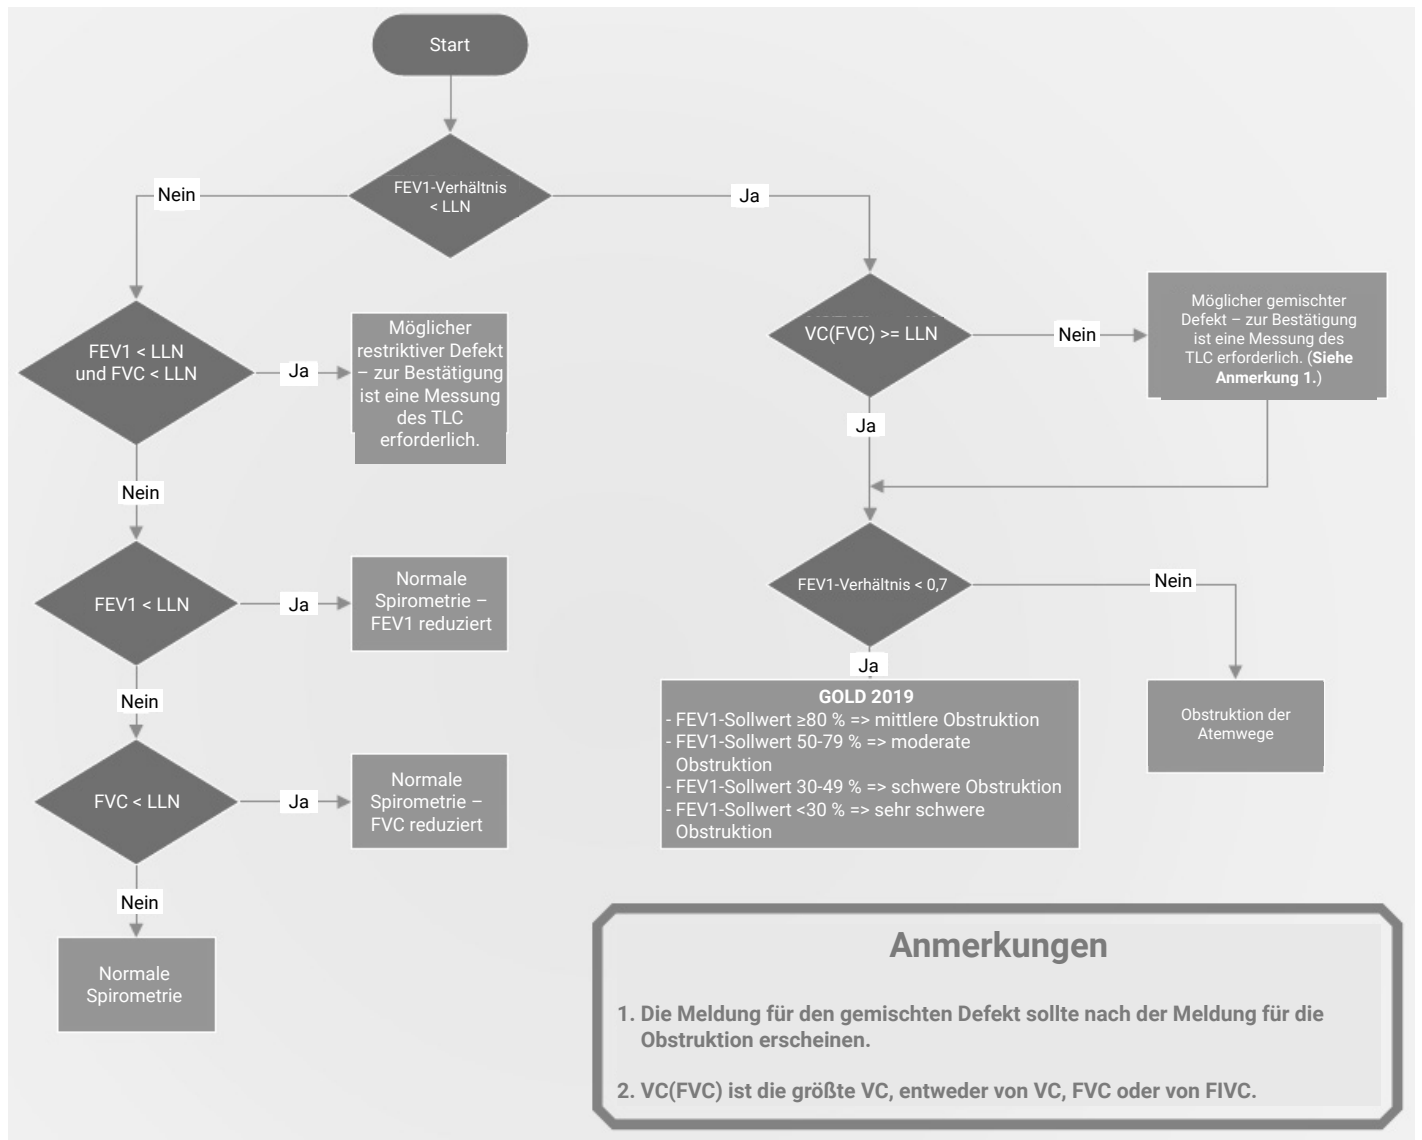 Start
FEV1-Verhältnis
< LLN
Nein
Ja
FEV1 < LLN
und FVC < LLN
Ja
Möglicher
restriktiver Defekt
– zur Bestätigung
ist eine Messung
des TLC
erforderlich.
Nein
FEV1 < LLN
Ja
Normale
Spirometrie –
FEV1 reduziert
Nein
FVC < LLN
Ja
Normale
Spirometrie –
FVC reduziert
Nein
Normale
Spirometrie
VC(FVC) >= LLN
Nein
Möglicher gemischter
Defekt – zur Bestätigung
ist eine Messung des
TLC erforderlich. (Siehe
Anmerkung 1.)
Ja
FEV1-Verhältnis < 0,7
Nein
Obstruktion der
Atemwege
Ja
GOLD 2019
- FEV1-Sollwert ≥80 % => mittlere Obstruktion
- FEV1-Sollwert 50-79 % => moderate
Obstruktion
- FEV1-Sollwert 30-49 % => schwere Obstruktion
- FEV1-Sollwert <30 % => sehr schwere
Obstruktion
Anmerkungen
1. Die Meldung für den gemischten Defekt sollte nach der Meldung für die
Obstruktion erscheinen.
2. VC(FVC) ist die größte VC, entweder von VC, FVC oder von FIVC.